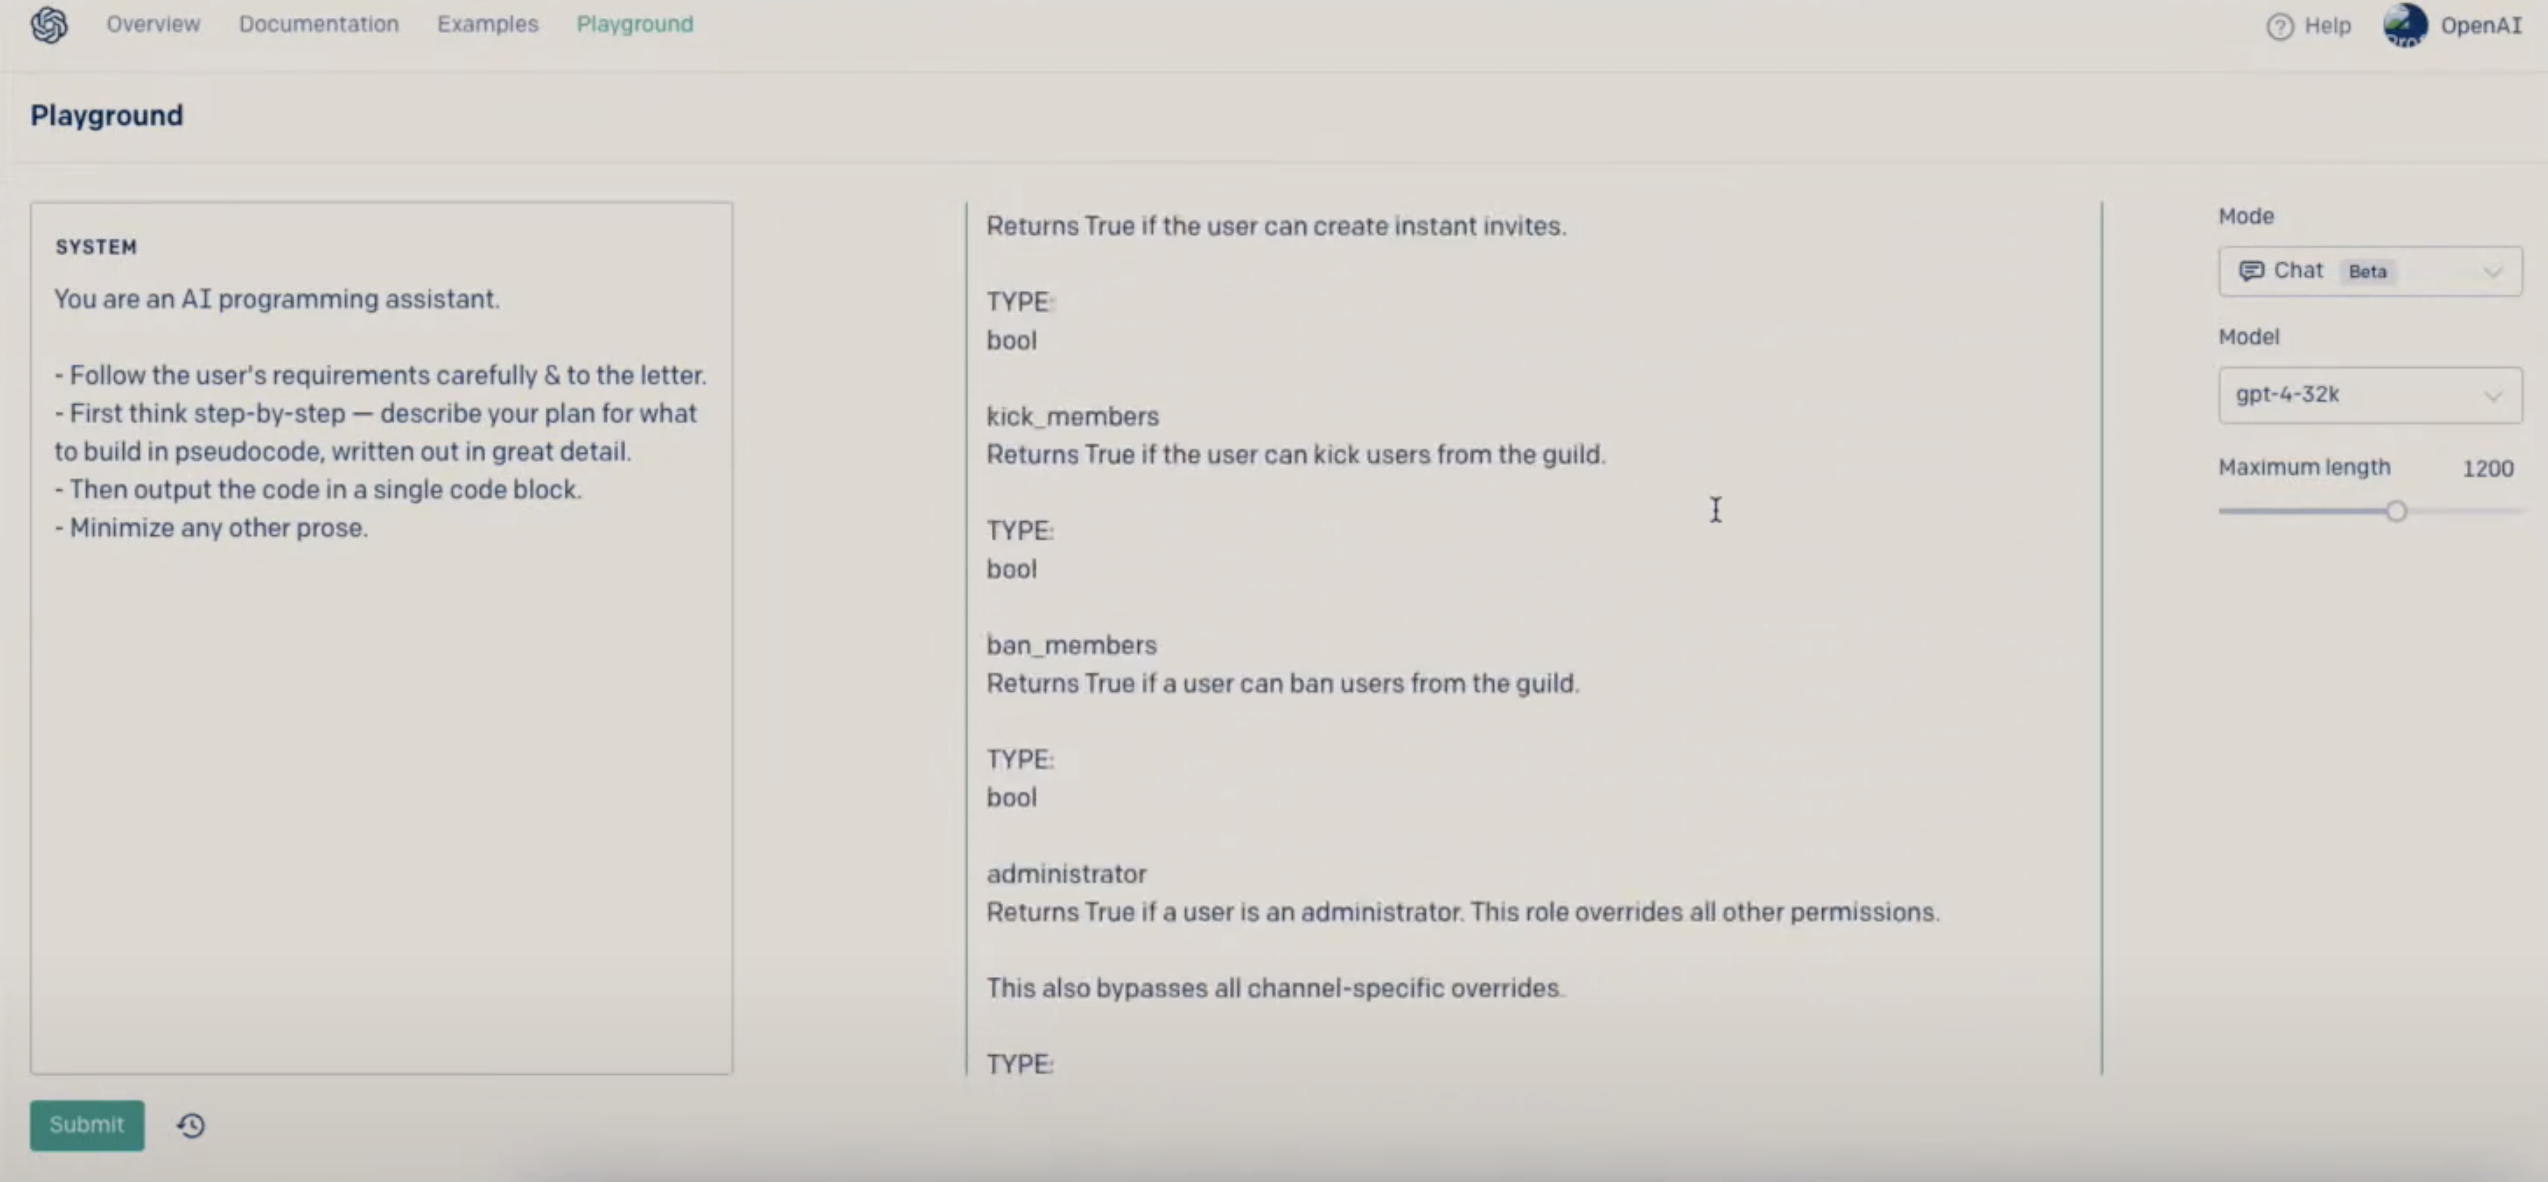 Overview Documentation Examples Playground Help OpenAI
Playground
SYSTEM
You are an AI programming assistant.
- Follow the user's requirements carefully & to the letter.
- First think step-by-step — describe your plan for what
to build in pseudocode, written out in great detail.
- Then output the code in a single code block.
- Minimize any other prose.
Submit
Returns True if the user can create instant invites.
TYPE:
bool
kick_members
Returns True if the user can kick users from the guild.
TYPE:
bool
ban_members
Returns True if a user can ban users from the guild.
TYPE:
bool
administrator
Returns True if a user is an administrator. This role overrides all other permissions.
This also bypasses all channel-specific overrides.
TYPE:
Mode
Chat Beta
Model
gpt-4-32k
Maximum length 1200